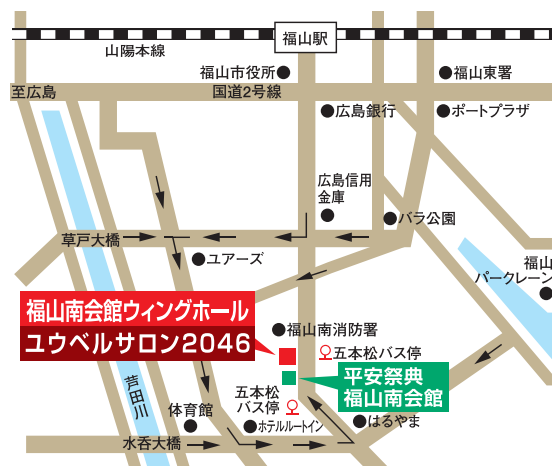 福山駅
山陽本線
福山市役所
福山東署
至広島
国道2号線
広島銀行
ポートプラザ
広島信用
金庫
バラ公園
草戸大橋
ユアーズ
福山
パークレーン
福山南会館ウィングホール
ユウベルサロン2046
福山南消防署
五本松バス停
平安祭典
福山南会館
芦田川
体育館
五本松
バス停
はるやま
ホテルルートイン
水呑大橋